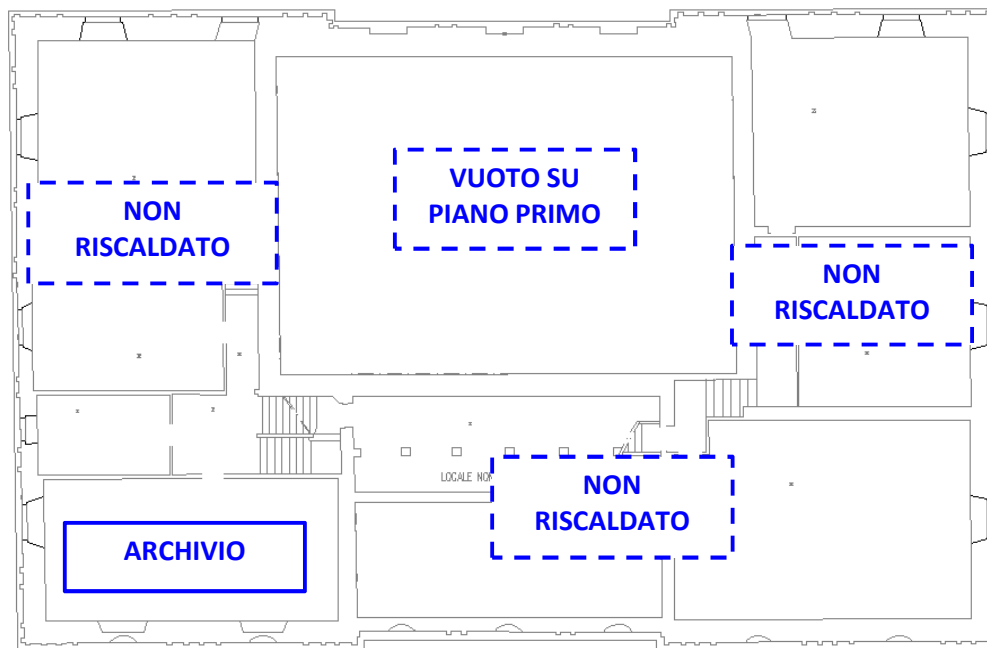 VUOTO SU
PIANO PRIMO
NON
RISCALDATO
NON
RISCALDATO
LOCALE NON
NON
RISCALDATO
ARCHIVIO